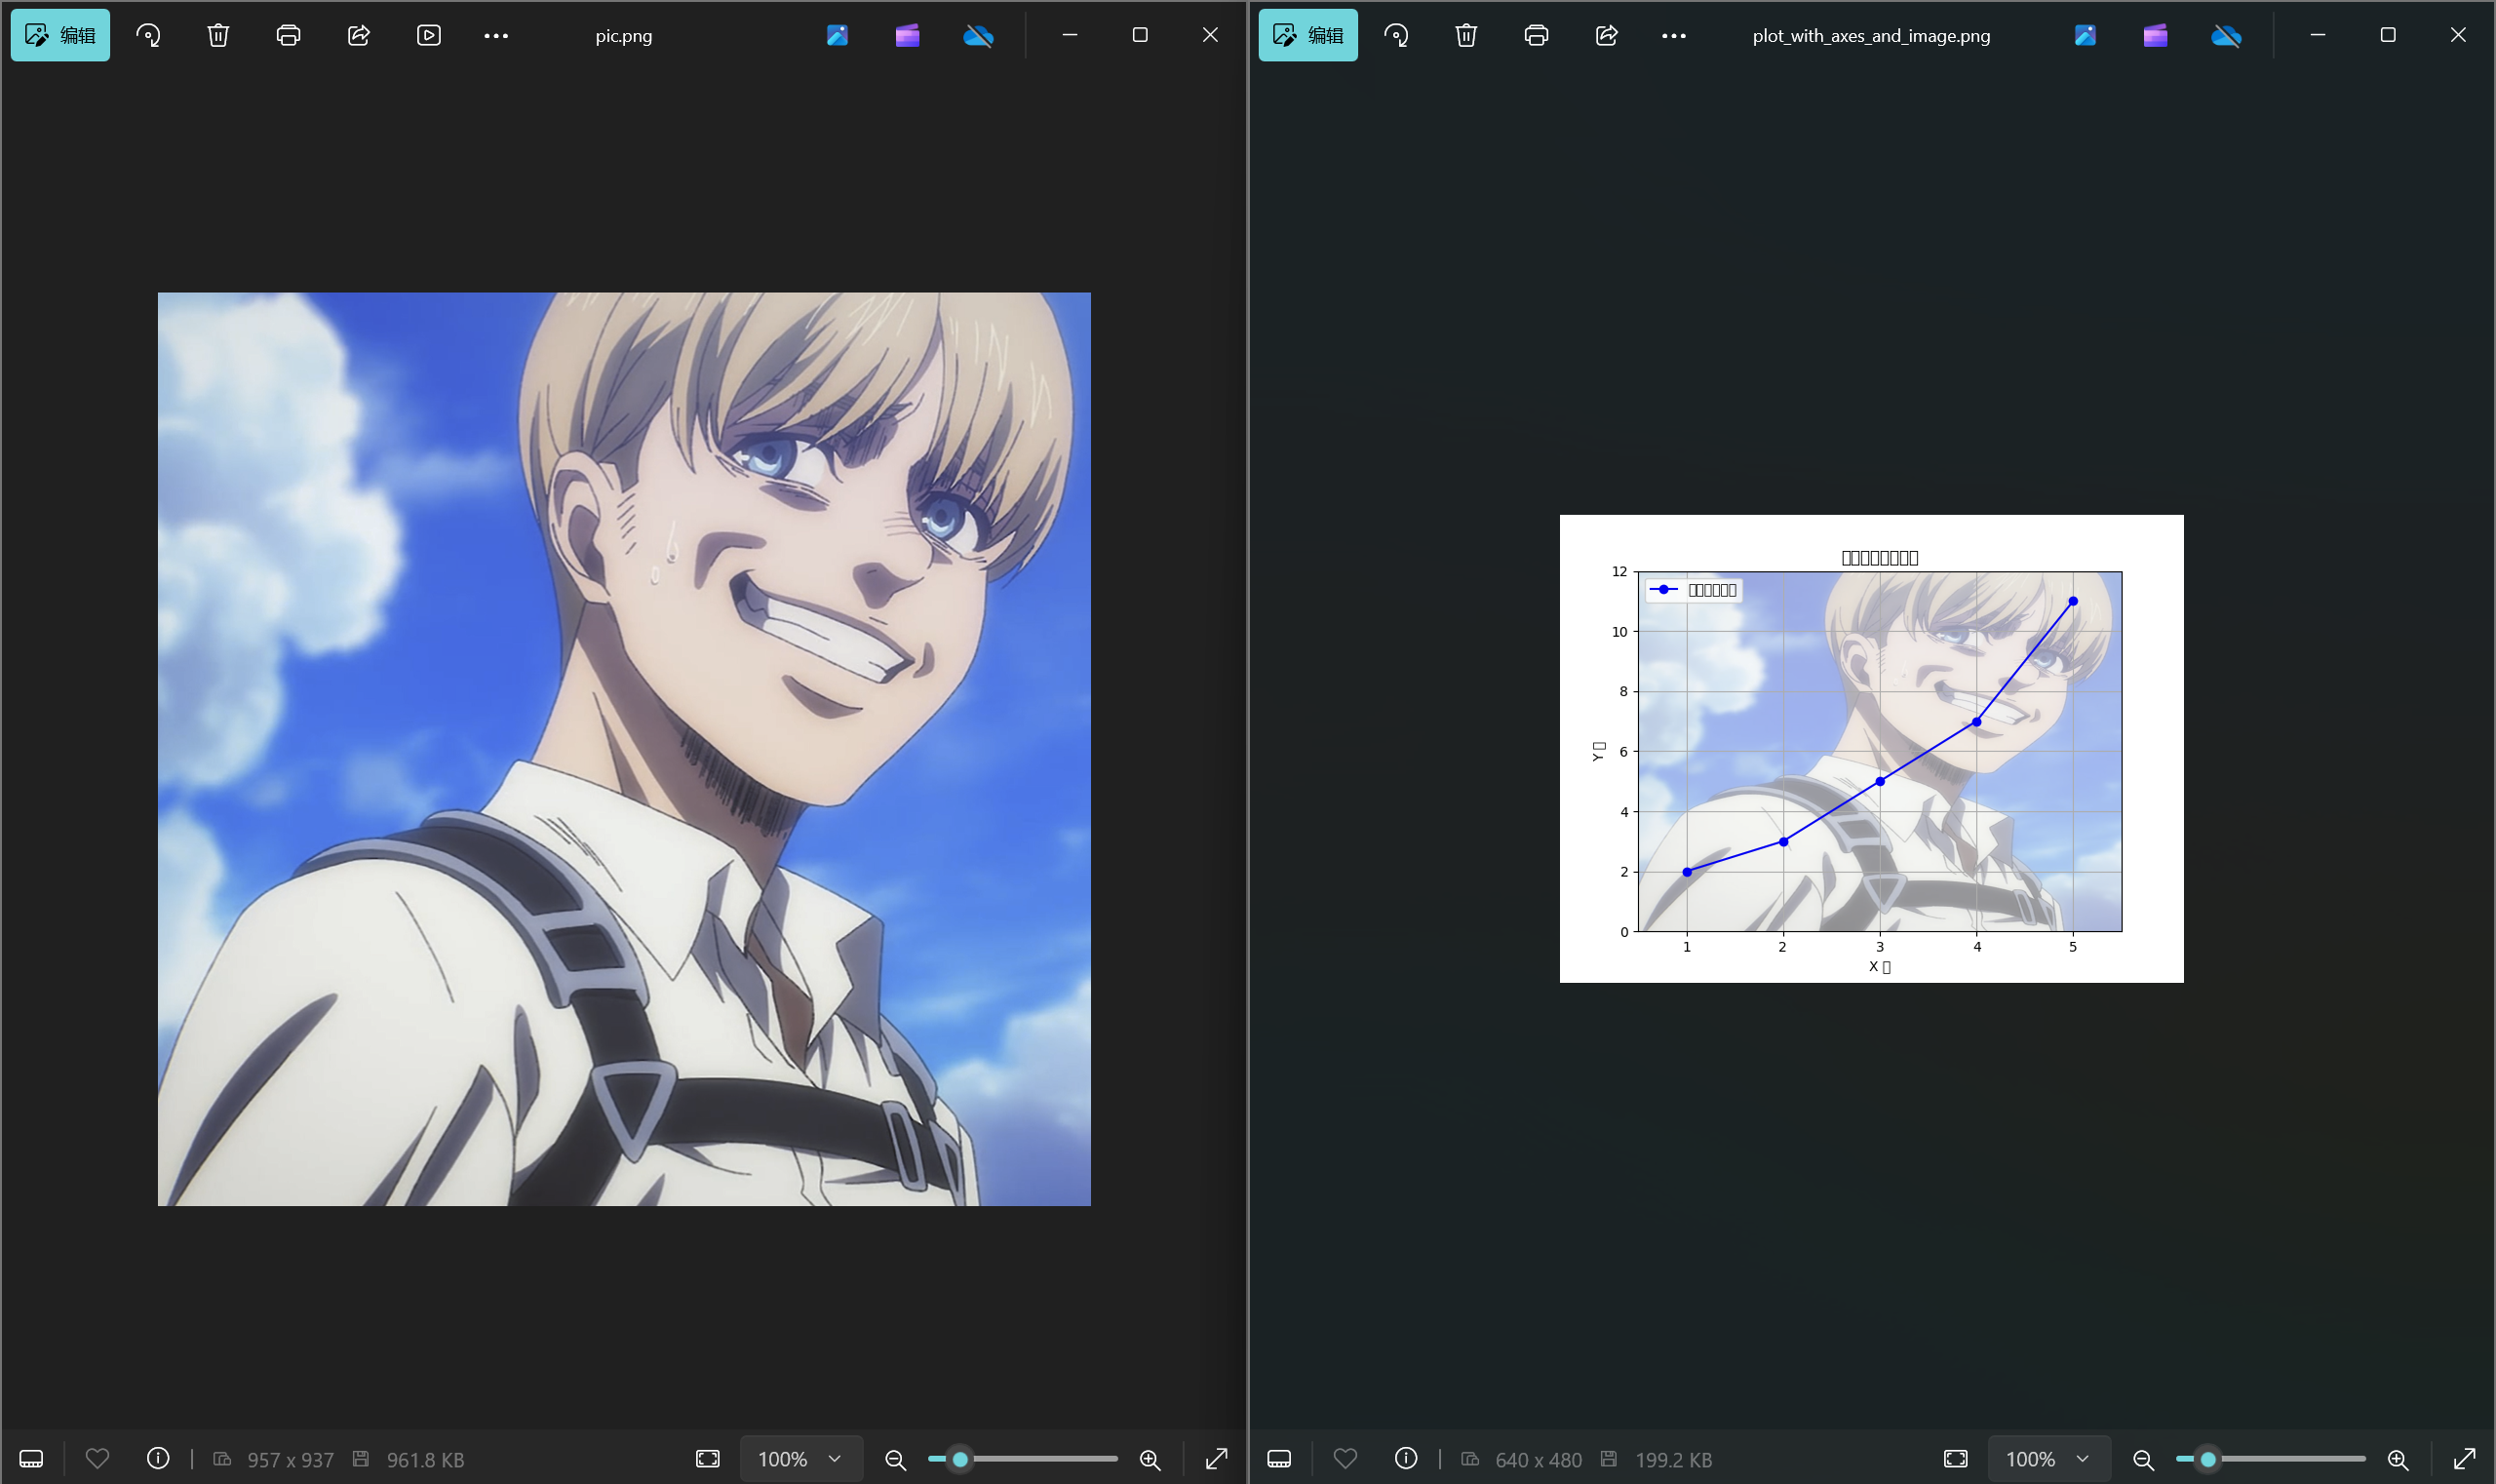 编辑
pic.png
957 x 937
961.8 KB
100%
编辑
plot_with_axes_and_image.png
12
10
8
6
4
2
0
Y
1
2
3
4
5
X
640 x 480
199.2 KB
100%